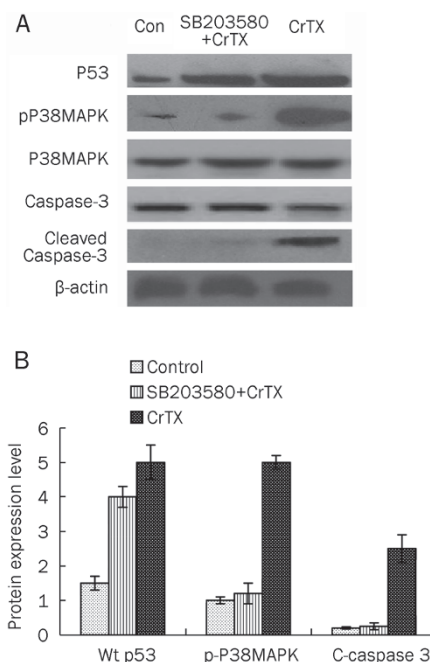 A
Con SB203580 +CrTX CrTX
P53
pP38MAPK
P38MAPK
Caspase-3
Cleaved
Caspase-3
β-actin
B
Control
SB203580+CrTX
CrTX
Protein expression level
6
5
4
3
2
1
0
Wt p53 p-P38MAPK C-caspase 3